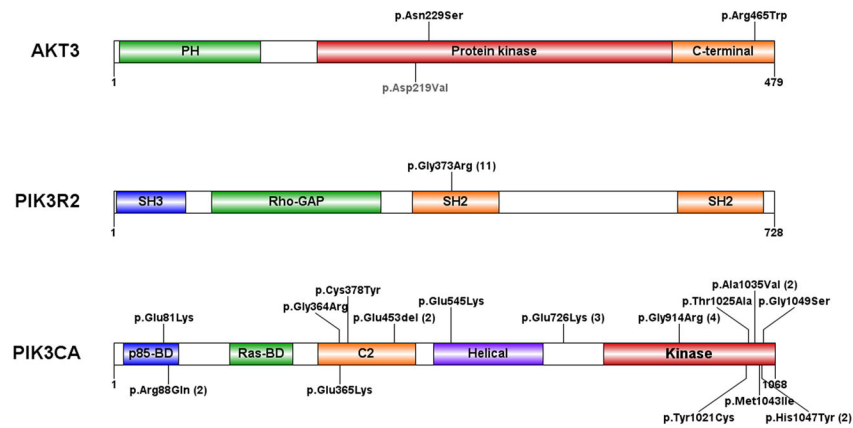 p.Asn229Ser p.Arg465Trp
AKT3 PH Protein kinase C-terminal
1 p.Asp219Val 479
p.Gly373Arg (11)
PIK3R2 SH3 Rho-GAP SH2 SH2
1 728
p.Ala1035Val (2)
p.Cys378Tyr
p.Gly364Arg p.Glu545Lys p.Thr1025Ala p.Gly1049Ser
p.Glu81Lys p.Glu453del (2) p.Glu726Lys (3) p.Gly914Arg (4)
PIK3CA p85-BD Ras-BD C2 Helical Kinase
1 1068
p.Arg88Gln (2) p.Glu365Lys
p.Met1043Ile
p.Tyr1021Cys p.His1047Tyr (2)